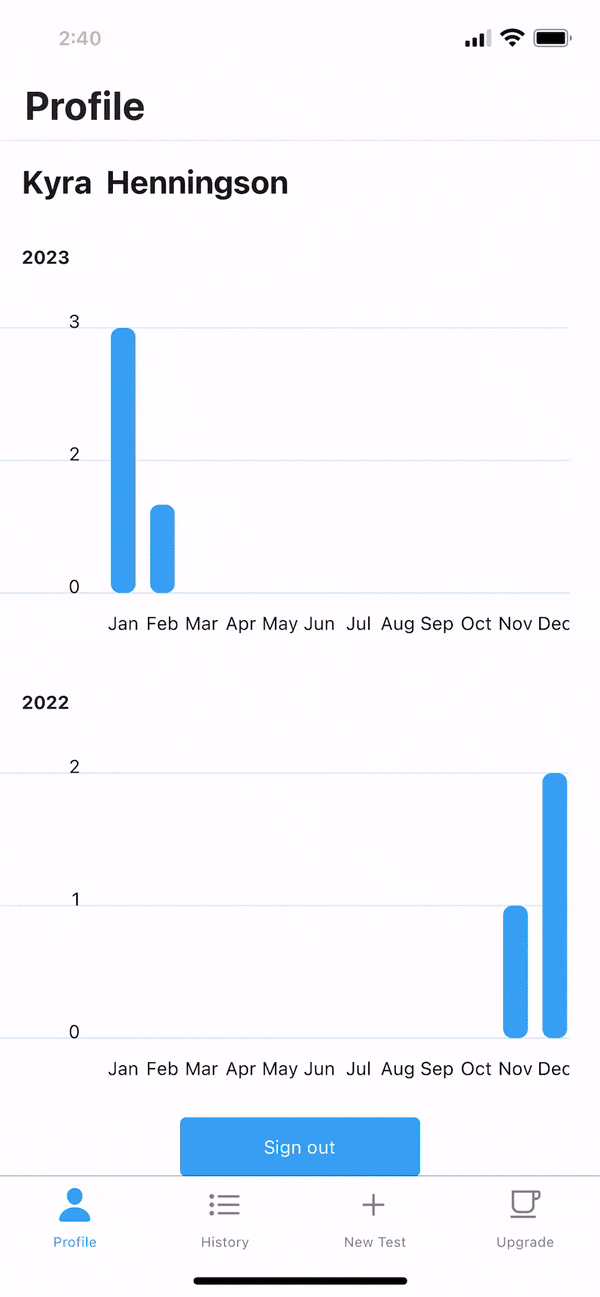 2:40
Profile
Kyra Henningson
2023
3
2
0
Jan Feb Mar Apr May Jun Jul Aug Sep Oct Nov Dec
2022
2
1
0
Jan Feb Mar Apr May Jun Jul Aug Sep Oct Nov Dec
Sign out
Profile History New Test Upgrade